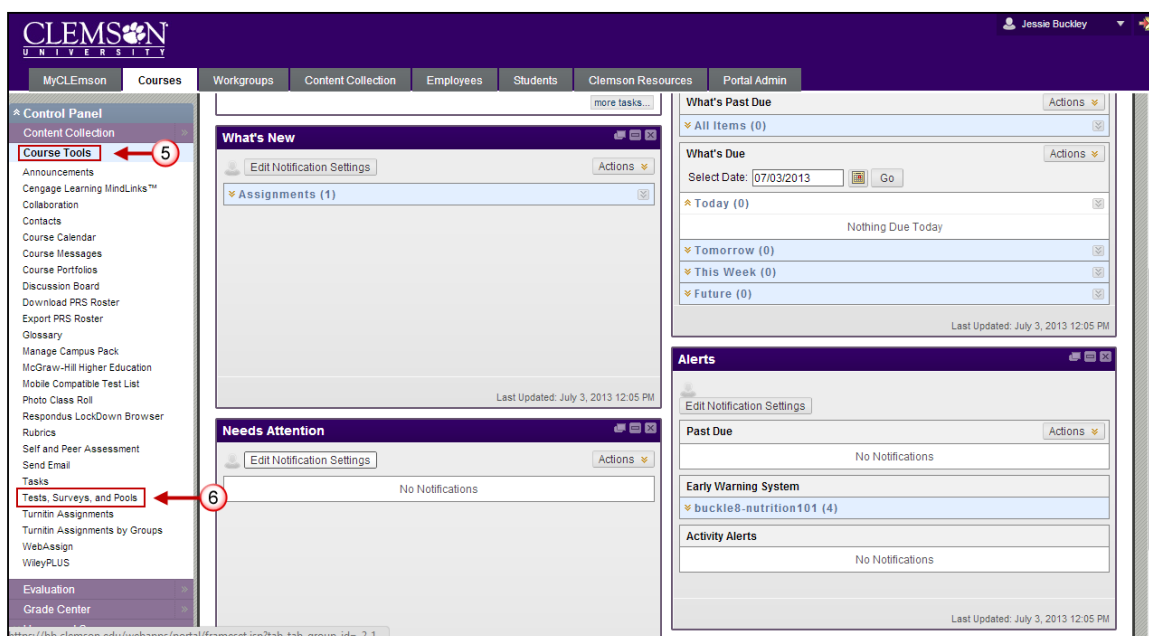 CLEMSON
UNIVERSITY
Jessie Buckley
MyCLEmson
Courses
Workgroups
Content Collection
Employees
Students
Clemson Resources
Portal Admin
Control Panel
Content Collection
Course Tools
5
Announcements
Cengage Learning MindLinks™
Collaboration
Contacts
Course Calendar
Course Messages
Course Portfolios
Discussion Board
Download PRS Roster
Export PRS Roster
Glossary
Manage Campus Pack
McGraw-Hill Higher Education
Mobile Compatible Test List
Photo Class Roll
Respondus LockDown Browser
Rubrics
Self and Peer Assessment
Send Email
Tasks
Tests, Surveys, and Pools
6
Turnitin Assignments
Turnitin Assignments by Groups
WebAssign
WileyPLUS
Evaluation
Grade Center
more tasks...
What's New
Edit Notification Settings
Actions
Assignments (1)
Last Updated: July 3, 2013 12:05 PM
Needs Attention
Edit Notification Settings
Actions
No Notifications
What's Past Due
Actions
All Items (0)
What's Due
Actions
Select Date: 07/03/2013 Go
Today (0)
Nothing Due Today
Tomorrow (0)
This Week (0)
Future (0)
Last Updated: July 3, 2013 12:05 PM
Alerts
Edit Notification Settings
Past Due
Actions
No Notifications
Early Warning System
buckle8-nutrition101 (4)
Activity Alerts
No Notifications
Last Updated: July 3, 2013 12:05 PM